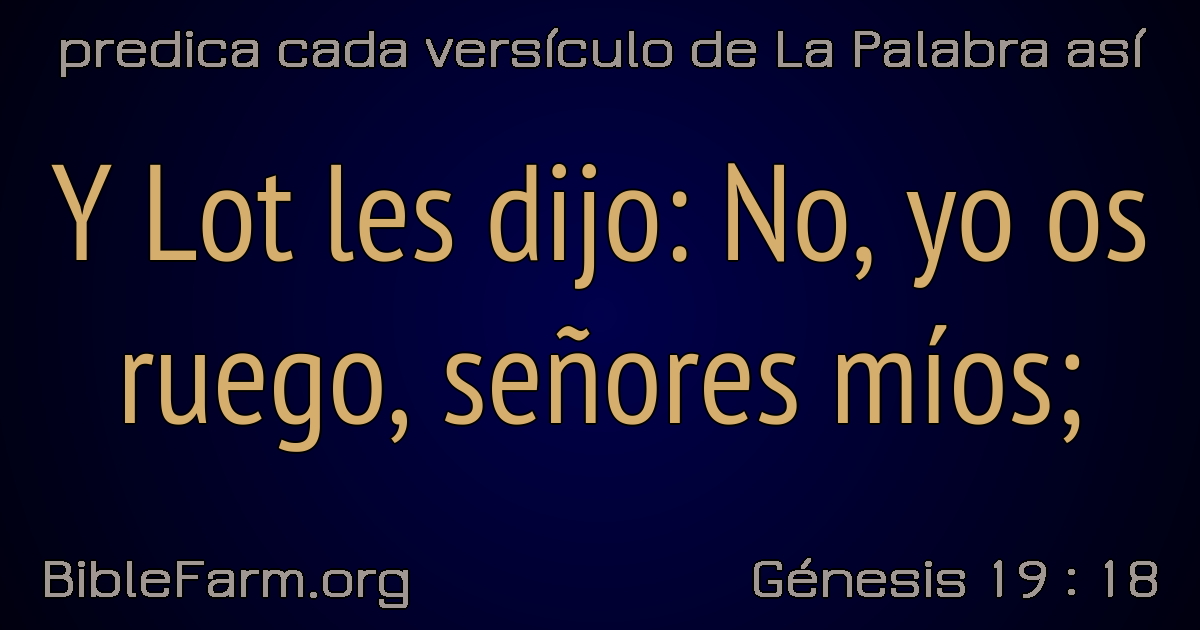 predica cada versículo de La Palabra así
Y Lot les dijo: No, yo os
ruego, señores míos;
BibleFarm.org
Génesis 19 : 18